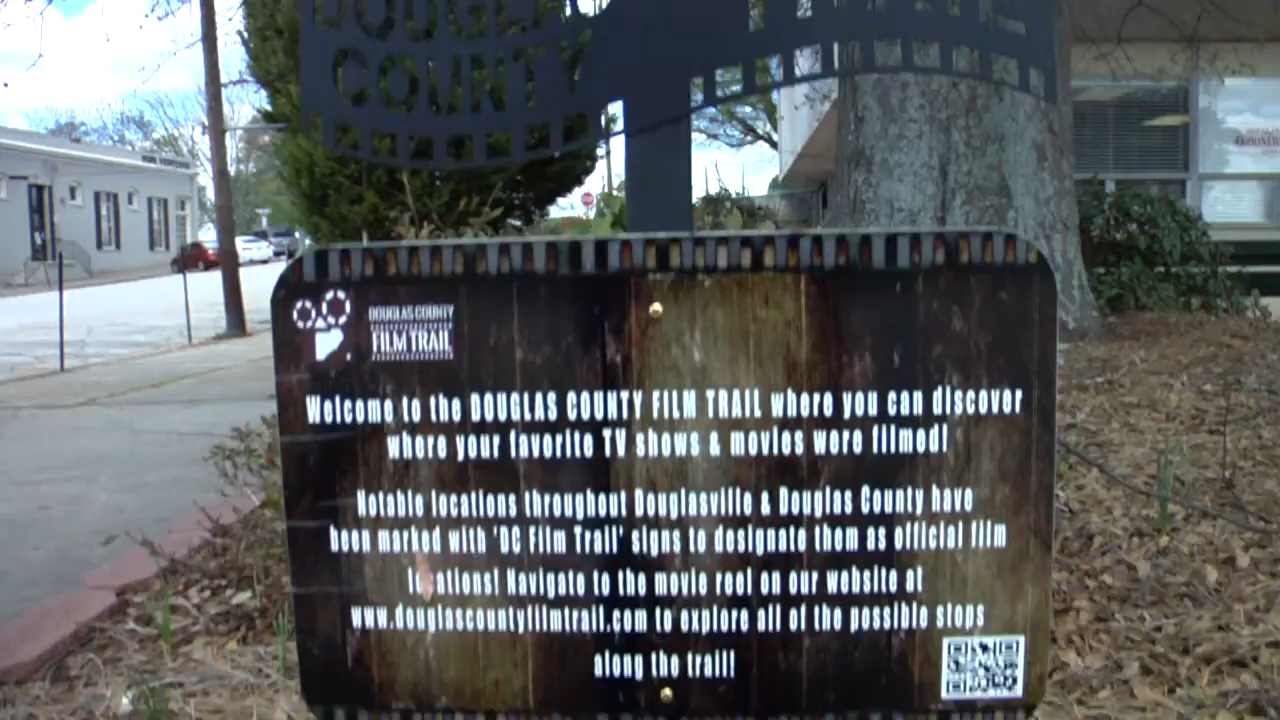 DOUGLAS
COUNTY
DOUGLAS COUNTY
FILM TRAIL
Welcome to the DOUGLAS COUNTY FILM TRAIL where you can discover
where your favorite TV shows & movies were filmed!
Notable locations throughout Douglasville & Douglas County have
been marked with 'DC Film Trail' signs to designate them as official film
locations! Navigate to the movie reel on our website at
www.douglascountyfilmtrail.com to explore all of the possible stops
along the trail!